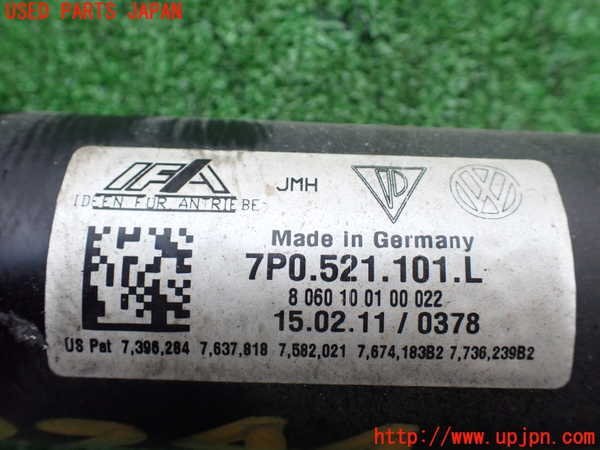 USED PARTS JAPAN
IFA
IDEEN FÜR ANTRIEBE
JMH
Made in Germany
7P0.521.101.L
8 060 10 0 100 022
15.02.11 / 0378
US Pat 7,396,284 7,637,818 7,582,021 7,674,183B2 7,736,239B2
http://www.upjpn.com/